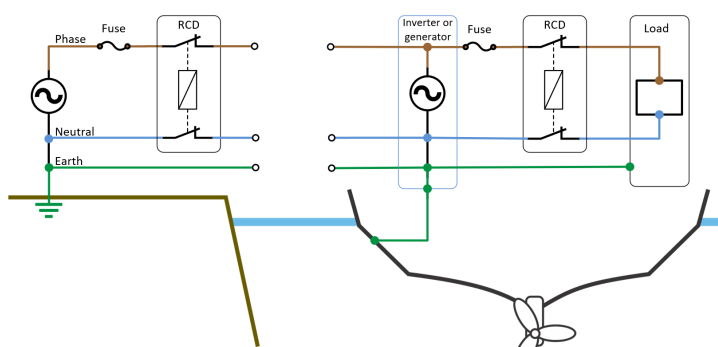 Fuse
RCD
Phase
Neutral
Earth
Inverter or
generator
Fuse
RCD
Load